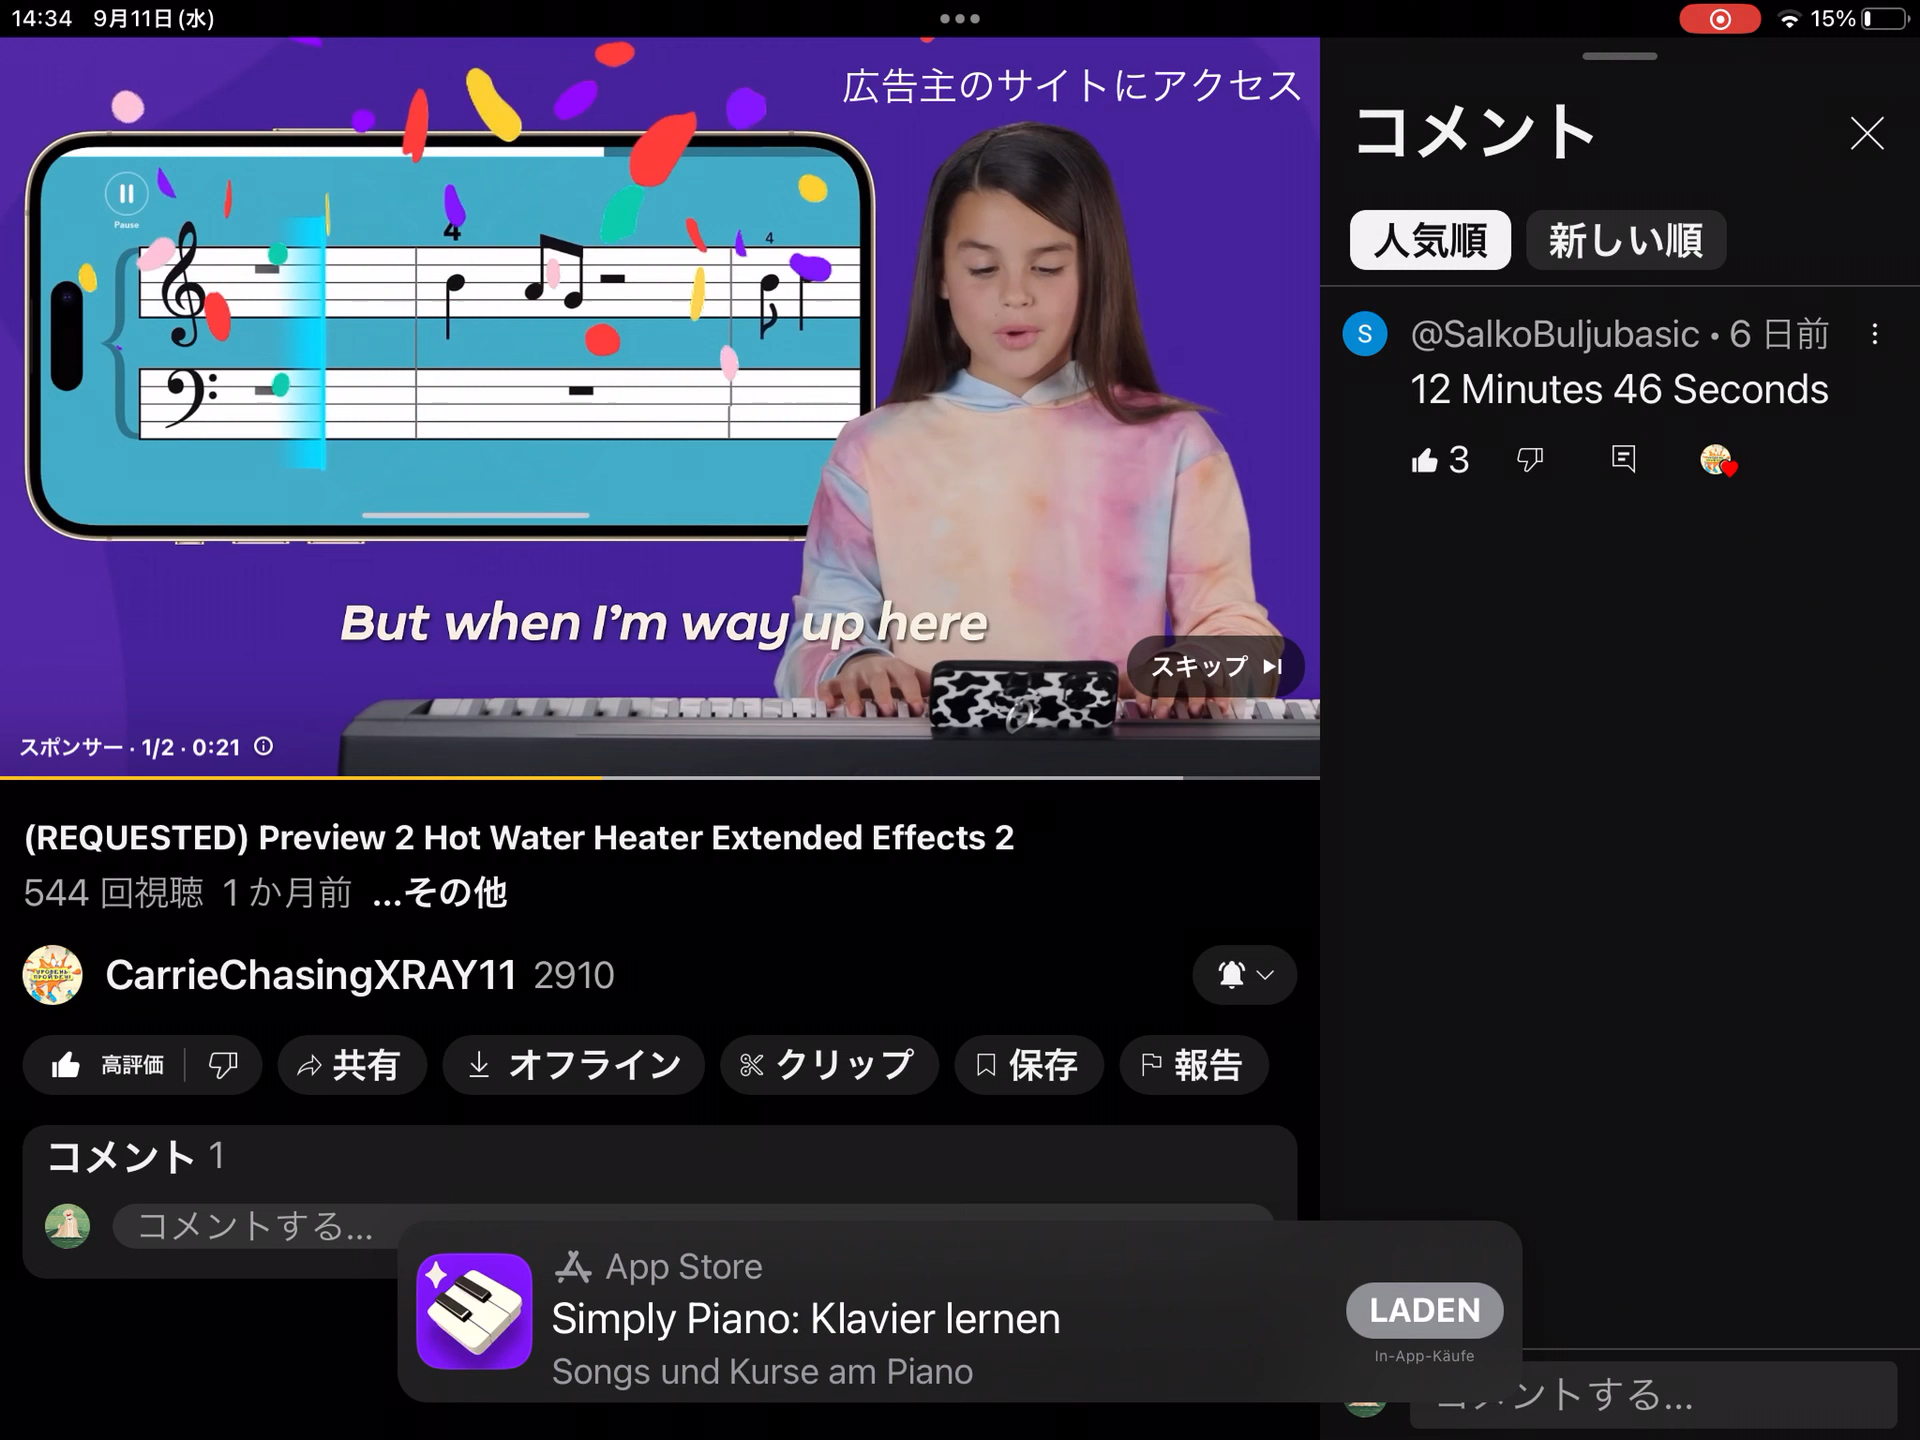 14:34 9月11日(水)
15%
広告主のサイトにアクセス
Pause
4
4
But when I'm way up here
スキップ
スポンサー · 1/2 · 0:21
(REQUESTED) Preview 2 Hot Water Heater Extended Effects 2
544 回視聴 1 か月前 ...その他
CarrieChasingXRAY11 2910
高評価
共有
オフライン
クリップ
保存
報告
コメント 1
コメントする...
コメント
人気順
新しい順
S
@SalkoBuljubasic • 6 日前
12 Minutes 46 Seconds
3
App Store
Simply Piano: Klavier lernen
Songs und Kurse am Piano
LADEN
In-App-Käufe
コメントする...